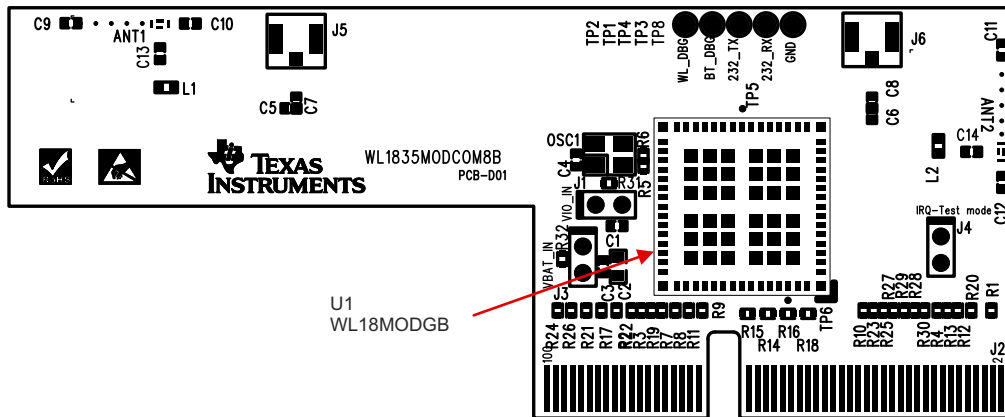 C9
C10
ANT1
C13
L1
J5
C5
C7
RoHS
TEXAS
INSTRUMENTS
WL1835MODCOM8B
PCB-D01
TP2
TP1
TP4
TP3
TP8
WL_DBG
BT_DBG
232_TX
232_RX
GND
TP5
J6
C11
C8
C6
ANT2
C14
L2
C12
OSC1
R6
C4
R5
R31
J1
VIO_IN
C1
R32
VBAT_IN
J3
C3
C2
IRQ-Test mode
J4
U1
WL18MODGB
TP6
R24
R26
R21
R17
R22
R3
R19
R7
R8
R11
R9
R15
R14
R16
R18
R10
R23
R25
R27
R29
R28
R30
R4
R13
R12
R20
R1
J2
100
2